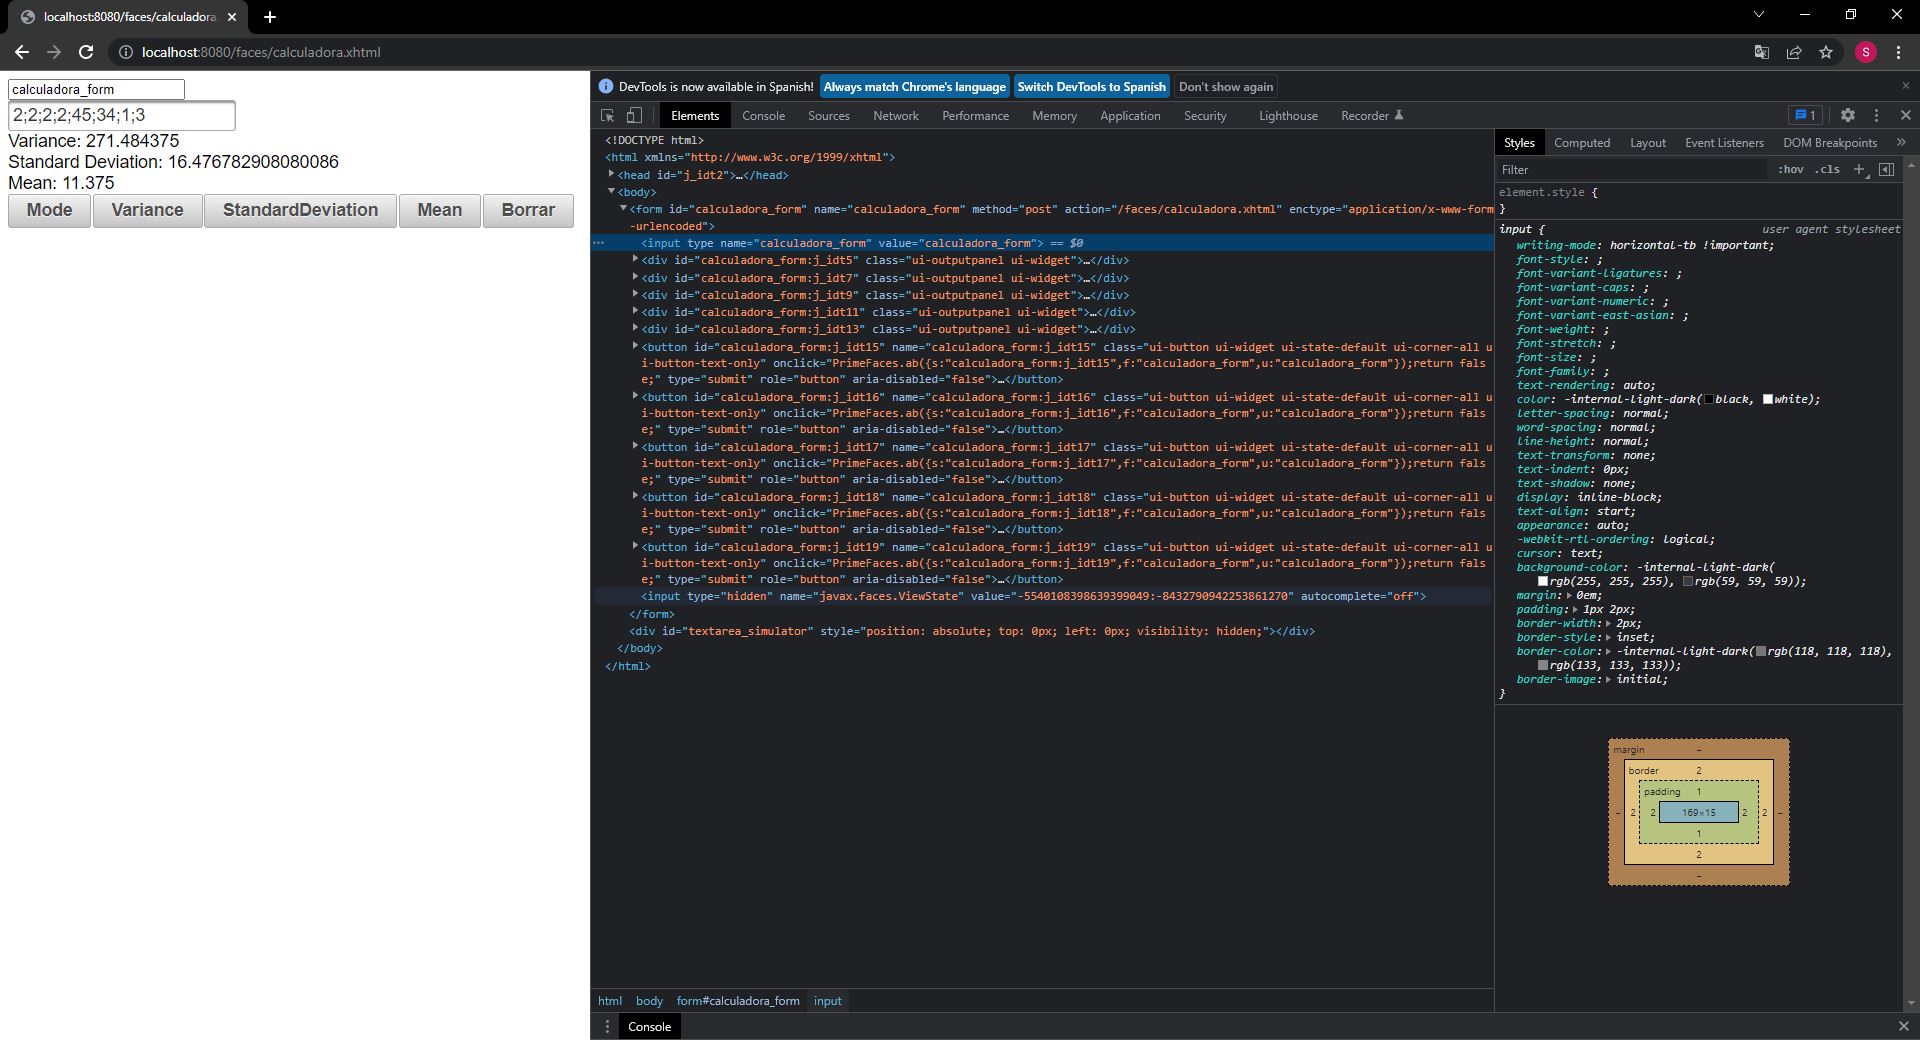 localhost:8080/faces/calculadora.
localhost:8080/faces/calculadora.xhtml
S
calculadora_form
2;2;2;2;45;34;1;3
Variance: 271.484375
Standard Deviation: 16.476782908080086
Mean: 11.375
Mode Variance StandardDeviation Mean Borrar
DevTools is now available in Spanish! Always match Chrome's language Switch DevTools to Spanish Don't show again
Elements Console Sources Network Performance Memory Application Security Lighthouse Recorder 1
<!DOCTYPE html>
<html xmlns="http://www.w3c.org/1999/xhtml">
<head id="j_idt2">…</head>
<body>
<form id="calculadora_form" name="calculadora_form" method="post" action="/faces/calculadora.xhtml" enctype="application/x-www-form
-urlencoded">
<input type name="calculadora_form" value="calculadora_form"> == $0
<div id="calculadora_form:j_idt5" class="ui-outputpanel ui-widget">…</div>
<div id="calculadora_form:j_idt7" class="ui-outputpanel ui-widget">…</div>
<div id="calculadora_form:j_idt9" class="ui-outputpanel ui-widget">…</div>
<div id="calculadora_form:j_idt11" class="ui-outputpanel ui-widget">…</div>
<div id="calculadora_form:j_idt13" class="ui-outputpanel ui-widget">…</div>
<button id="calculadora_form:j_idt15" name="calculadora_form:j_idt15" class="ui-button ui-widget ui-state-default ui-corner-all u
i-button-text-only" onclick="PrimeFaces.ab({s:"calculadora_form:j_idt15",f:"calculadora_form",u:"calculadora_form"});return fals
e;" type="submit" role="button" aria-disabled="false">…</button>
<button id="calculadora_form:j_idt16" name="calculadora_form:j_idt16" class="ui-button ui-widget ui-state-default ui-corner-all u
i-button-text-only" onclick="PrimeFaces.ab({s:"calculadora_form:j_idt16",f:"calculadora_form",u:"calculadora_form"});return fals
e;" type="submit" role="button" aria-disabled="false">…</button>
<button id="calculadora_form:j_idt17" name="calculadora_form:j_idt17" class="ui-button ui-widget ui-state-default ui-corner-all u
i-button-text-only" onclick="PrimeFaces.ab({s:"calculadora_form:j_idt17",f:"calculadora_form",u:"calculadora_form"});return fals
e;" type="submit" role="button" aria-disabled="false">…</button>
<button id="calculadora_form:j_idt18" name="calculadora_form:j_idt18" class="ui-button ui-widget ui-state-default ui-corner-all u
i-button-text-only" onclick="PrimeFaces.ab({s:"calculadora_form:j_idt18",f:"calculadora_form",u:"calculadora_form"});return fals
e;" type="submit" role="button" aria-disabled="false">…</button>
<button id="calculadora_form:j_idt19" name="calculadora_form:j_idt19" class="ui-button ui-widget ui-state-default ui-corner-all u
i-button-text-only" onclick="PrimeFaces.ab({s:"calculadora_form:j_idt19",f:"calculadora_form",u:"calculadora_form"});return fals
e;" type="submit" role="button" aria-disabled="false">…</button>
<input type="hidden" name="javax.faces.ViewState" value="-5540108398639399049:-8432790942253861270" autocomplete="off">
</form>
<div id="textarea_simulator" style="position: absolute; top: 0px; left: 0px; visibility: hidden;"></div>
</body>
</html>
html body form#calculadora_form input
Console
Styles Computed Layout Event Listeners DOM Breakpoints
Filter :hov .cls
element.style {
}
input { user agent stylesheet
writing-mode: horizontal-tb !important;
font-style: ;
font-variant-ligatures: ;
font-variant-caps: ;
font-variant-numeric: ;
font-variant-east-asian: ;
font-weight: ;
font-stretch: ;
font-size: ;
font-family: ;
text-rendering: auto;
color: -internal-light-dark(black, white);
letter-spacing: normal;
word-spacing: normal;
line-height: normal;
text-transform: none;
text-indent: 0px;
text-shadow: none;
display: inline-block;
text-align: start;
appearance: auto;
-webkit-rtl-ordering: logical;
cursor: text;
background-color: -internal-light-dark(
rgb(255, 255, 255), rgb(59, 59, 59));
margin: 0em;
padding: 1px 2px;
border-width: 2px;
border-style: inset;
border-color: -internal-light-dark(rgb(118, 118, 118),
rgb(133, 133, 133));
border-image: initial;
}
margin -
border 2
padding 1
- 2 2 169×15 2 2 -
1
2
-